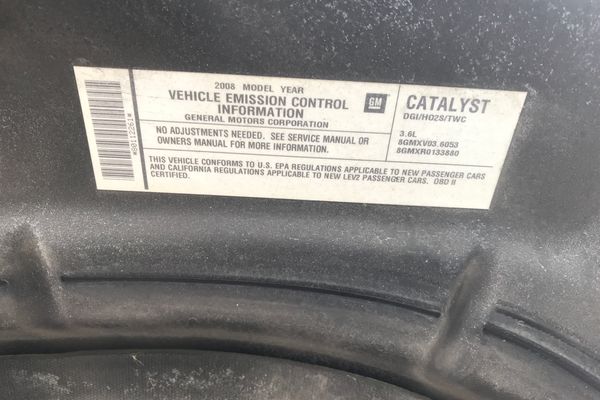 *80112261*
2008 MODEL YEAR
VEHICLE EMISSION CONTROL
INFORMATION
GENERAL MOTORS CORPORATION
GM
NO ADJUSTMENTS NEEDED. SEE SERVICE MANUAL OR
OWNERS MANUAL FOR MORE INFORMATION.
CATALYST
DGI/HO2S/TWC
3.6L
8GMXV03.6053
8GMXR0133880
THIS VEHICLE CONFORMS TO U.S. EPA REGULATIONS APPLICABLE TO NEW PASSENGER CARS
AND CALIFORNIA REGULATIONS APPLICABLE TO NEW LEV2 PASSENGER CARS. OBD II
CERTIFIED.